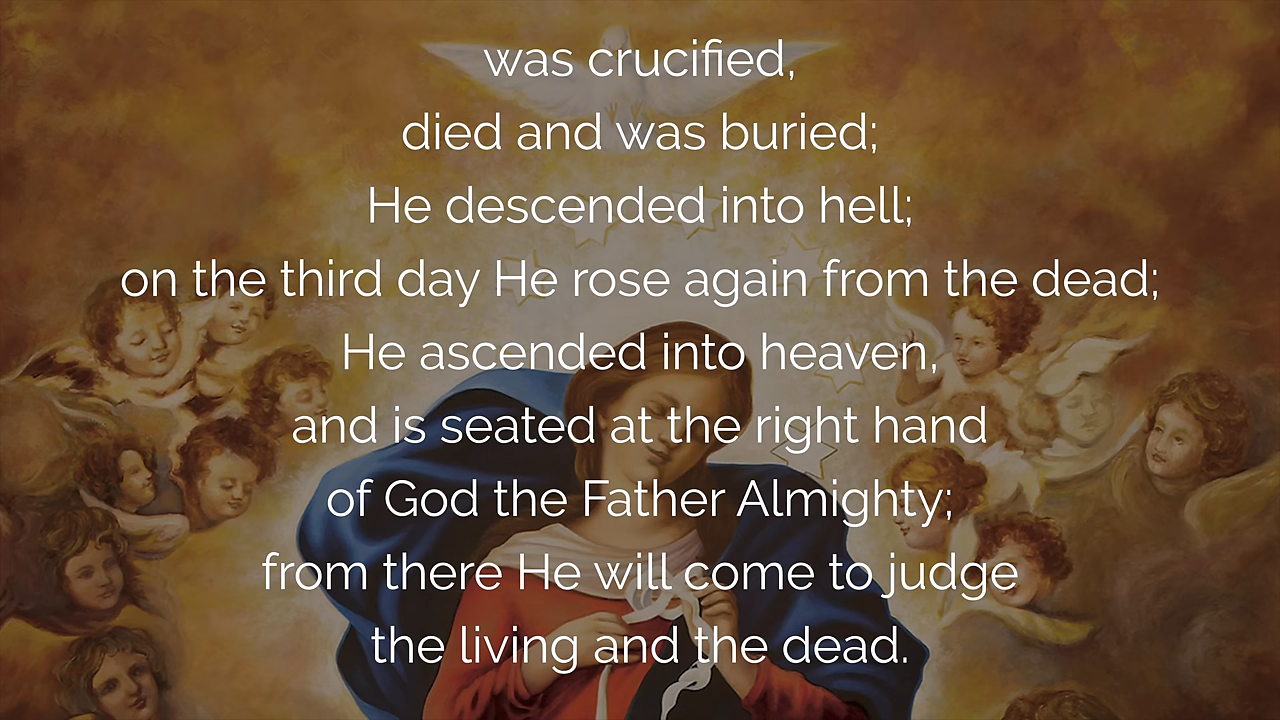 was crucified,
died and was buried;
He descended into hell;
on the third day He rose again from the dead;
He ascended into heaven,
and is seated at the right hand
of God the Father Almighty;
from there He will come to judge
the living and the dead.